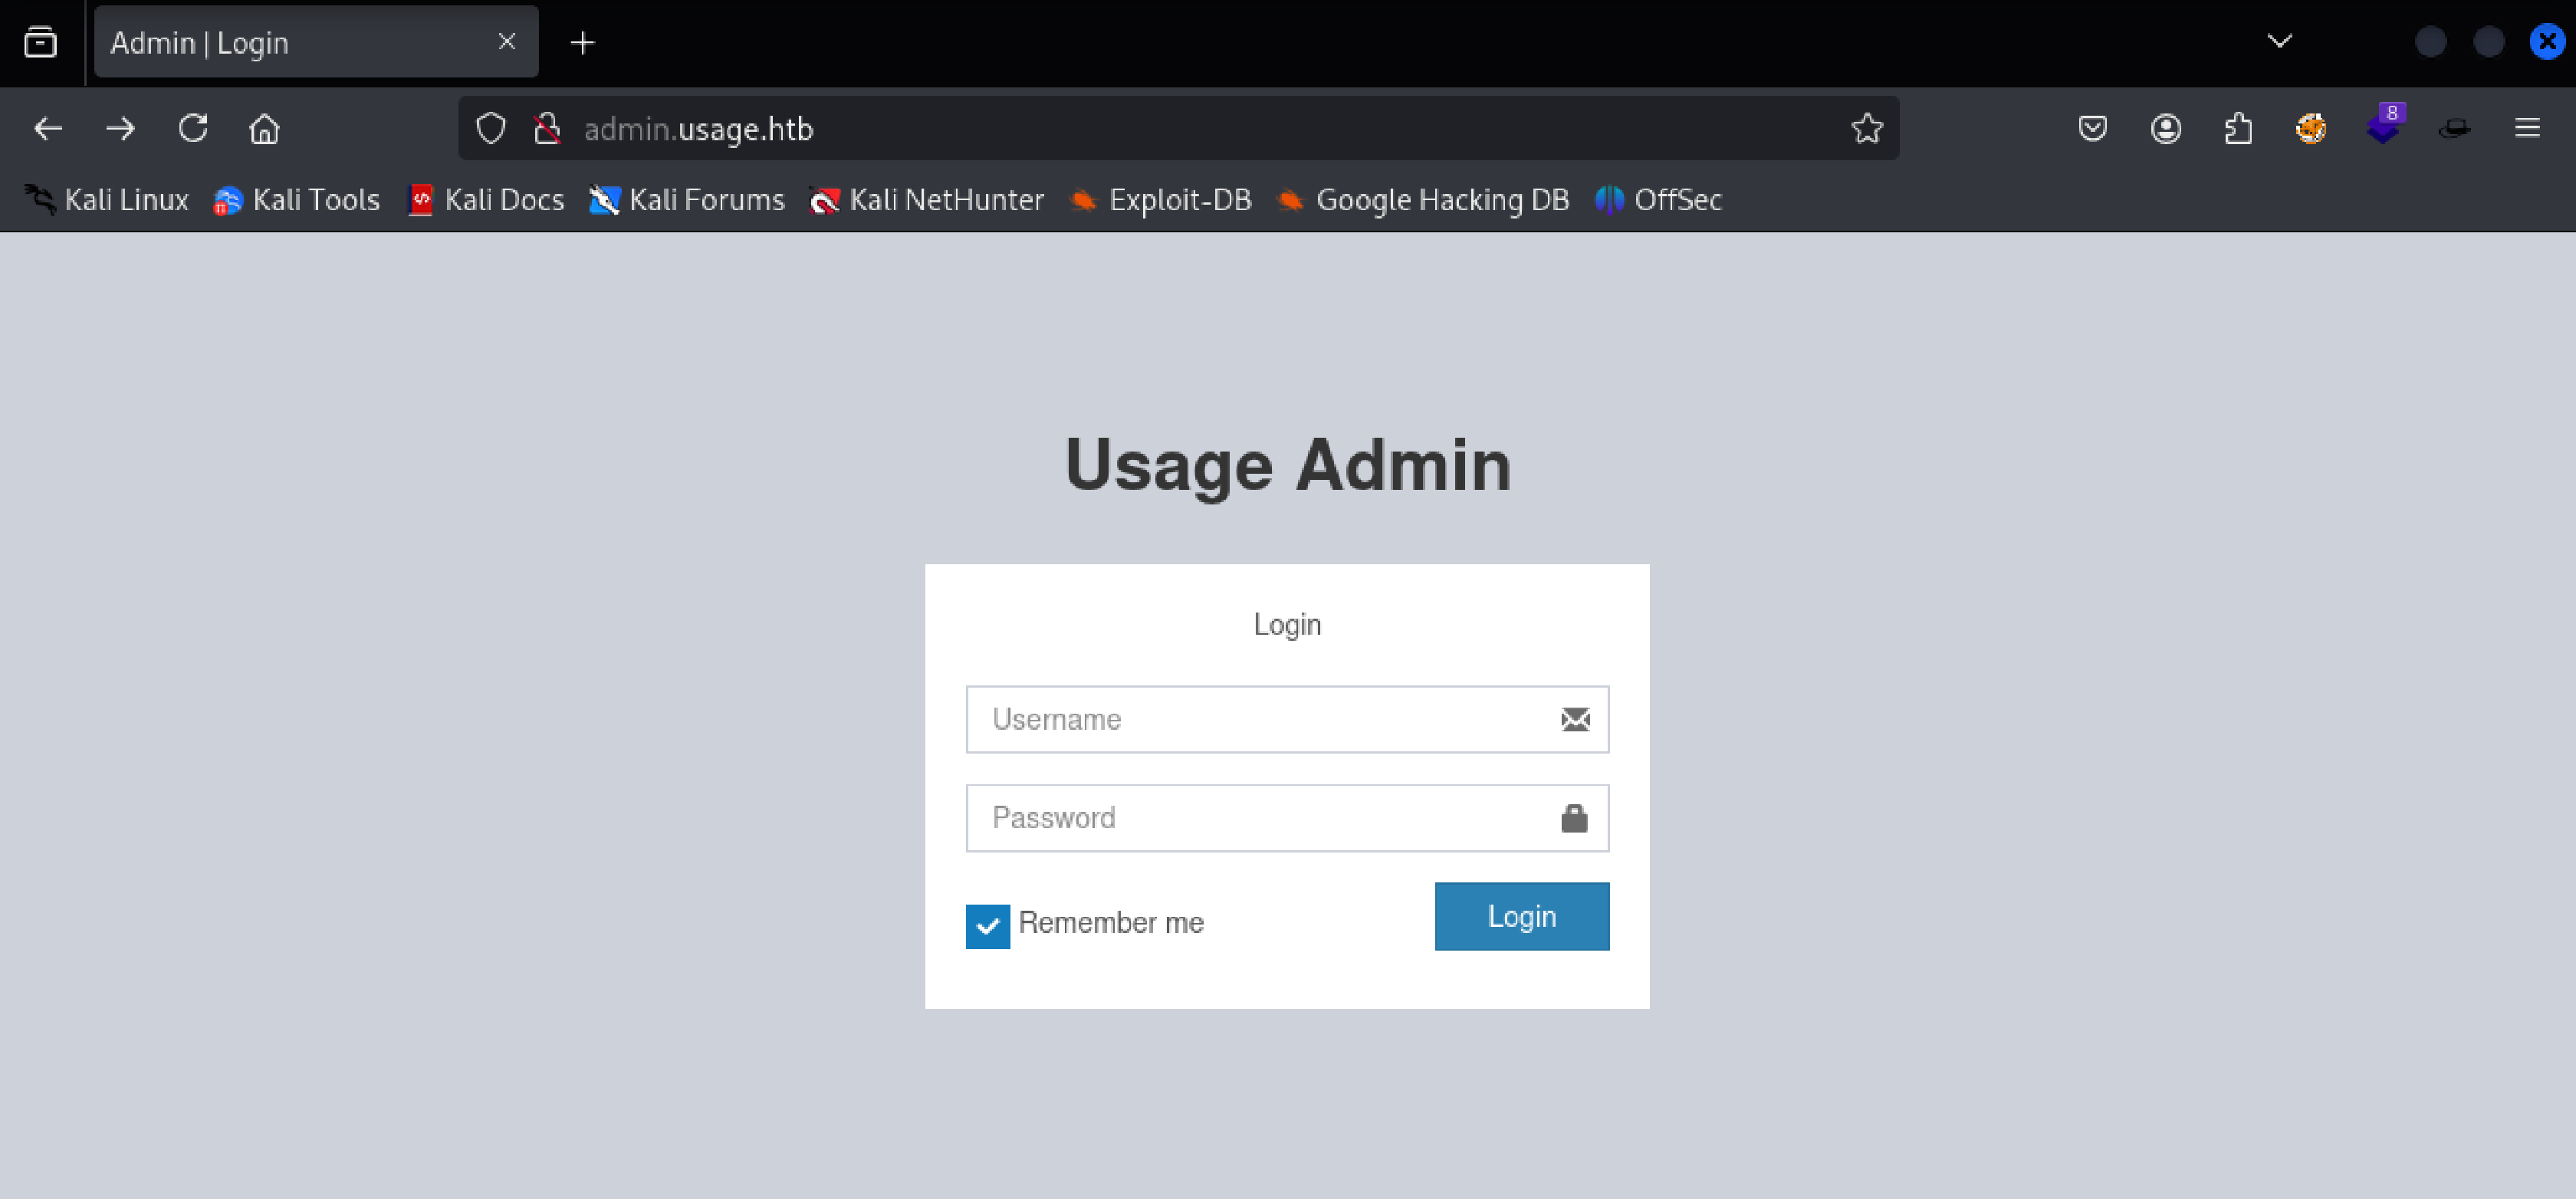 Admin | Login
admin.usage.htb
8
Kali Linux Kali Tools Kali Docs Kali Forums Kali NetHunter Exploit-DB Google Hacking DB OffSec
Usage Admin
Login
Username
Password
Remember me Login